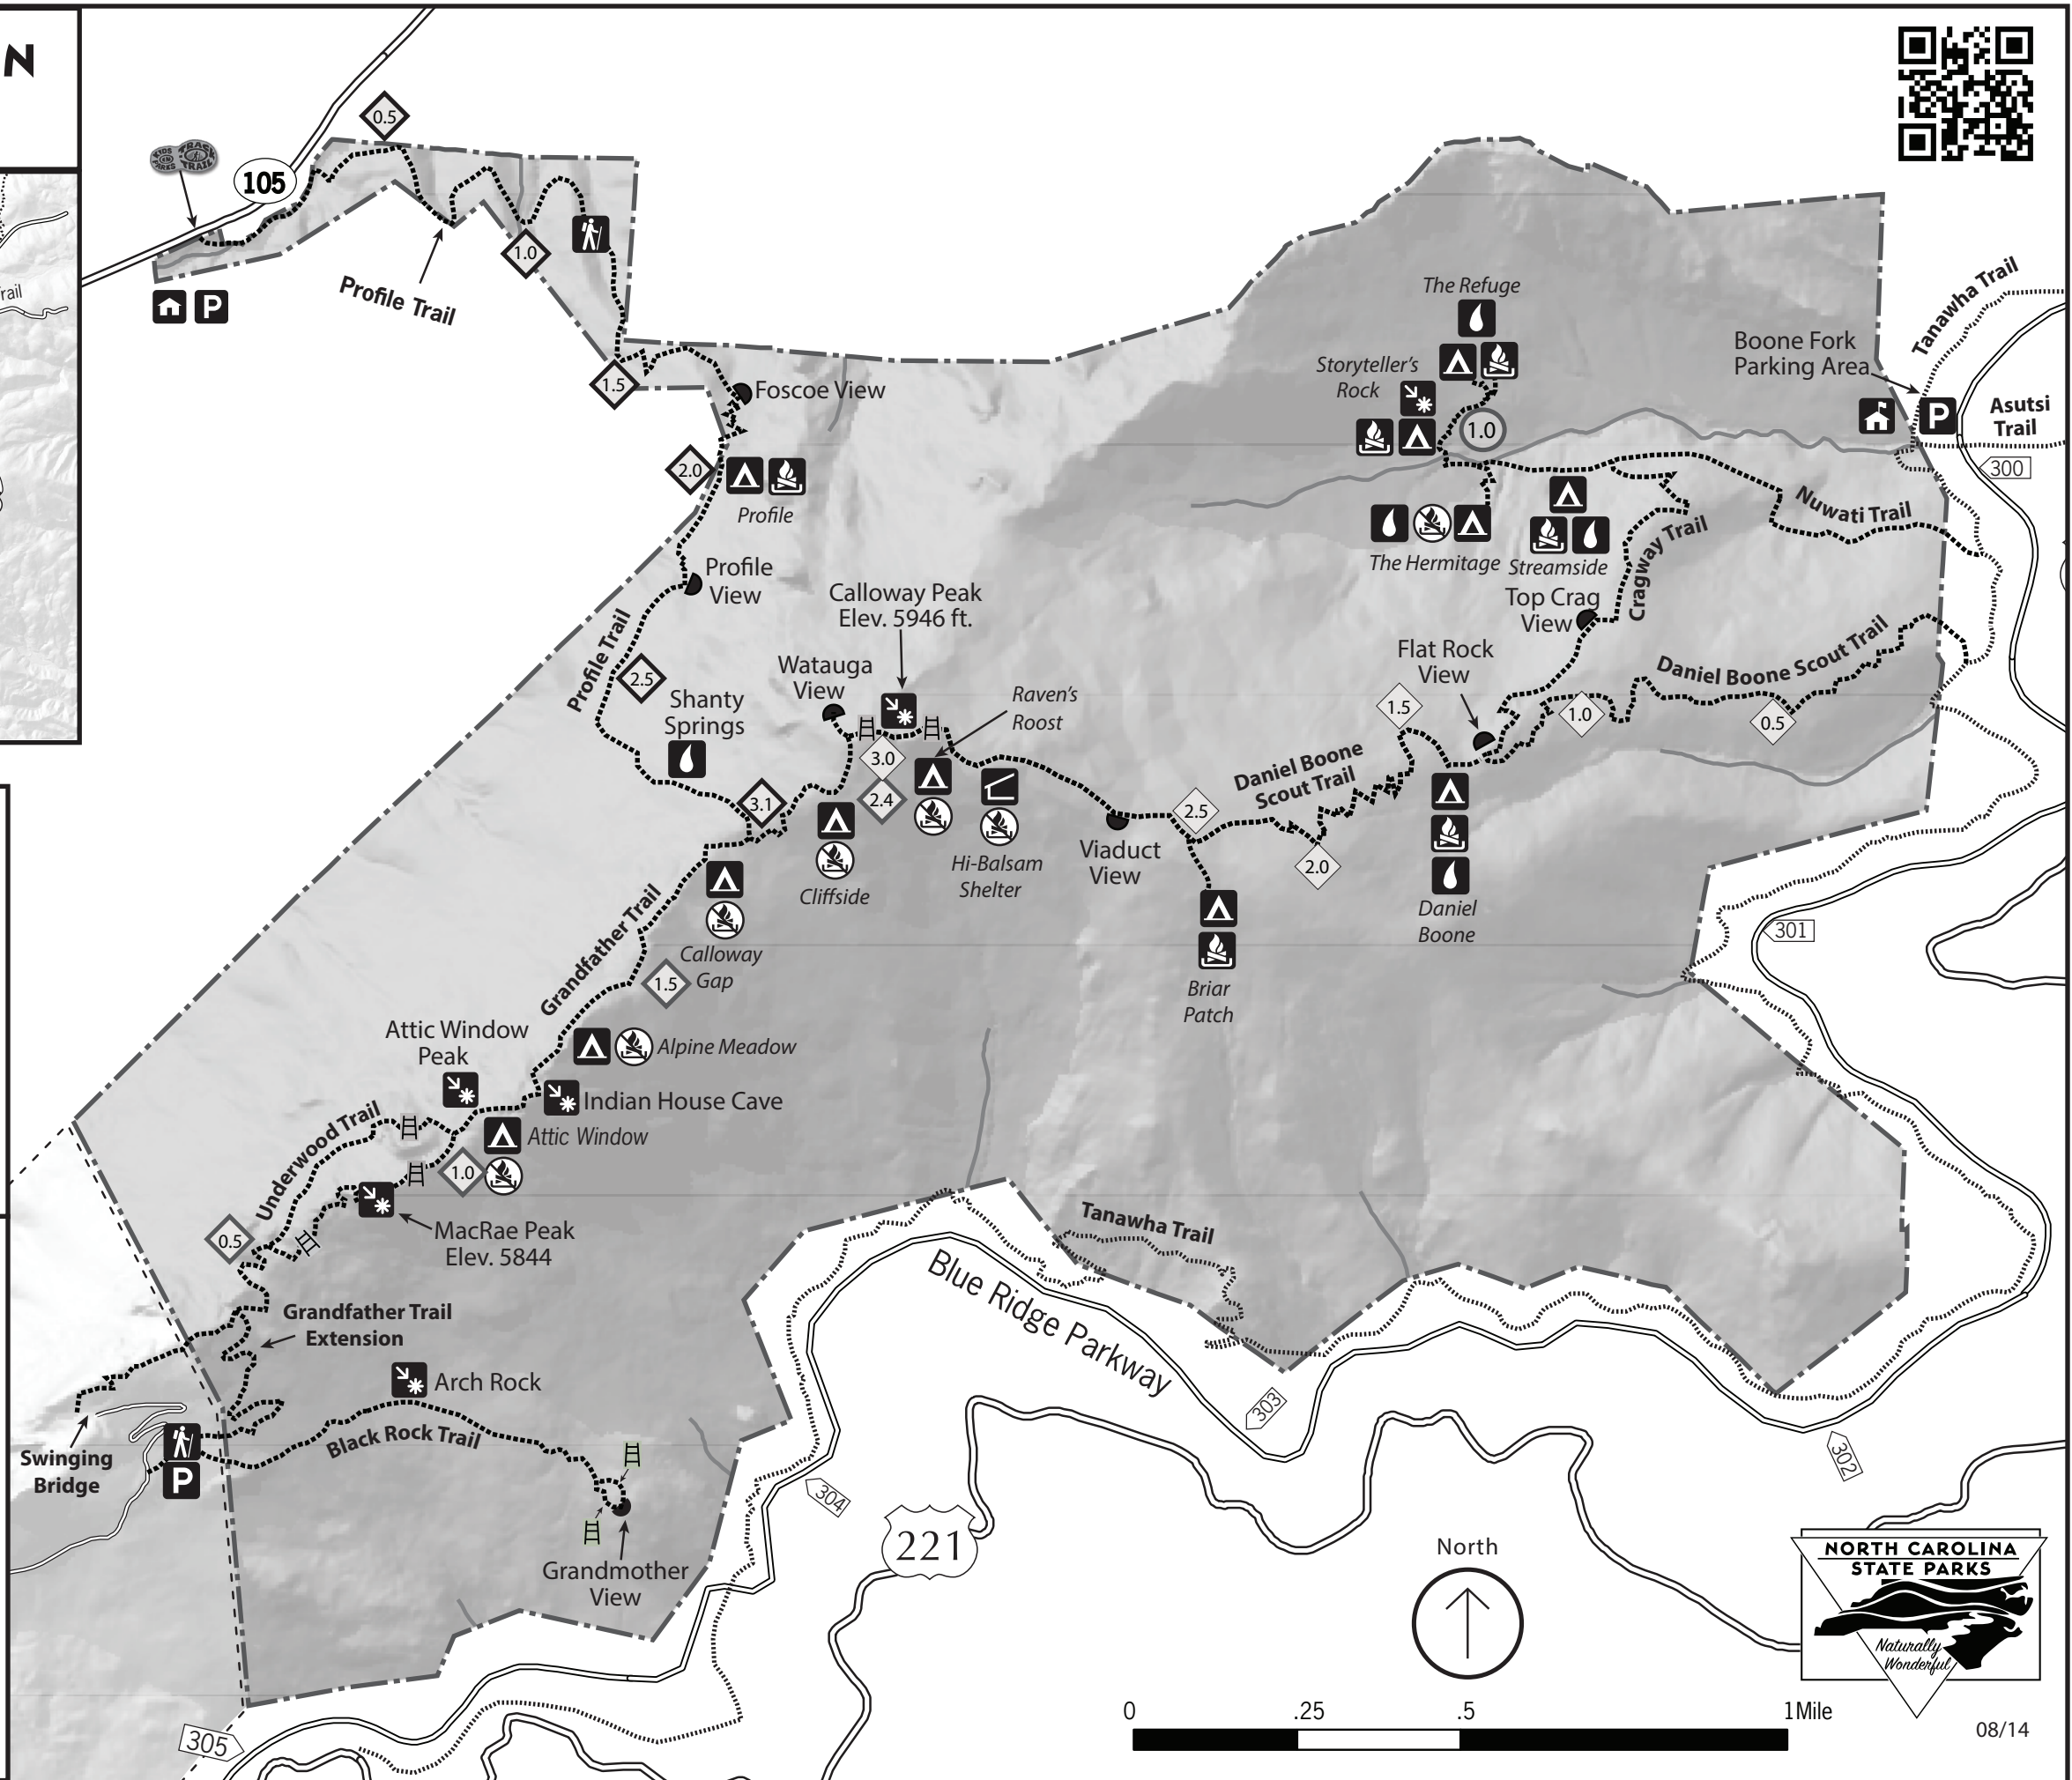 N
0.5
KIDS IN PARKS
TRACK TRAIL
105
1.0
Profile Trail
rail
1.5
Foscoe View
2.0
Profile
Profile
View
Profile Trail
2.5
Shanty
Springs
3.1
Calloway Peak
Elev. 5946 ft.
Watauga
View
Raven's
Roost
3.0
2.4
Cliffside
Hi-Balsam
Shelter
Viaduct
View
2.5
Briar
Patch
Daniel Boone
Scout Trail
2.0
1.5
Flat Rock
View
Daniel
Boone
1.0
0.5
Daniel Boone Scout Trail
Top Crag
View
Cragway Trail
Nuwati Trail
The Refuge
Storyteller's
Rock
1.0
The Hermitage
Streamside
Boone Fork
Parking Area
P
P
Tanawha Trail
Asutsi
Trail
300
301
Calloway
Gap
Grandfather Trail
1.5
Alpine Meadow
Attic Window
Peak
Indian House Cave
Attic Window
1.0
Underwood Trail
0.5
MacRae Peak
Elev. 5844
Grandfather Trail
Extension
Arch Rock
Black Rock Trail
Swinging
Bridge
P
Grandmother
View
Tanawha Trail
Blue Ridge Parkway
303
302
304
221
305
North
0 .25 .5 1Mile
NORTH CAROLINA
STATE PARKS
Naturally
Wonderful
08/14